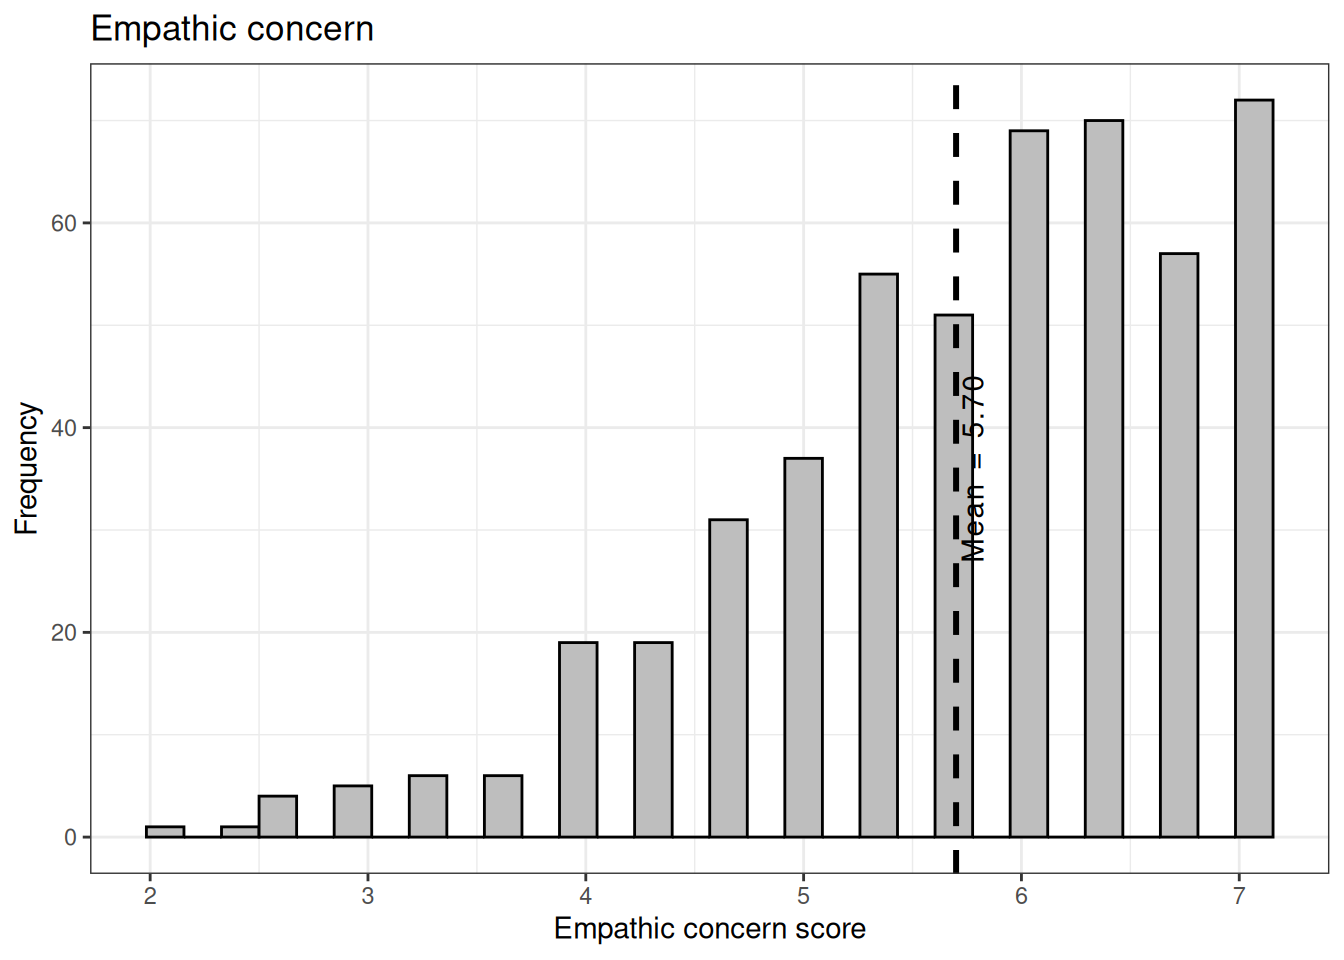 Empathic concern
Frequency
60
40
20
0
Mean = 5.70
2 3 4 5 6 7
Empathic concern score